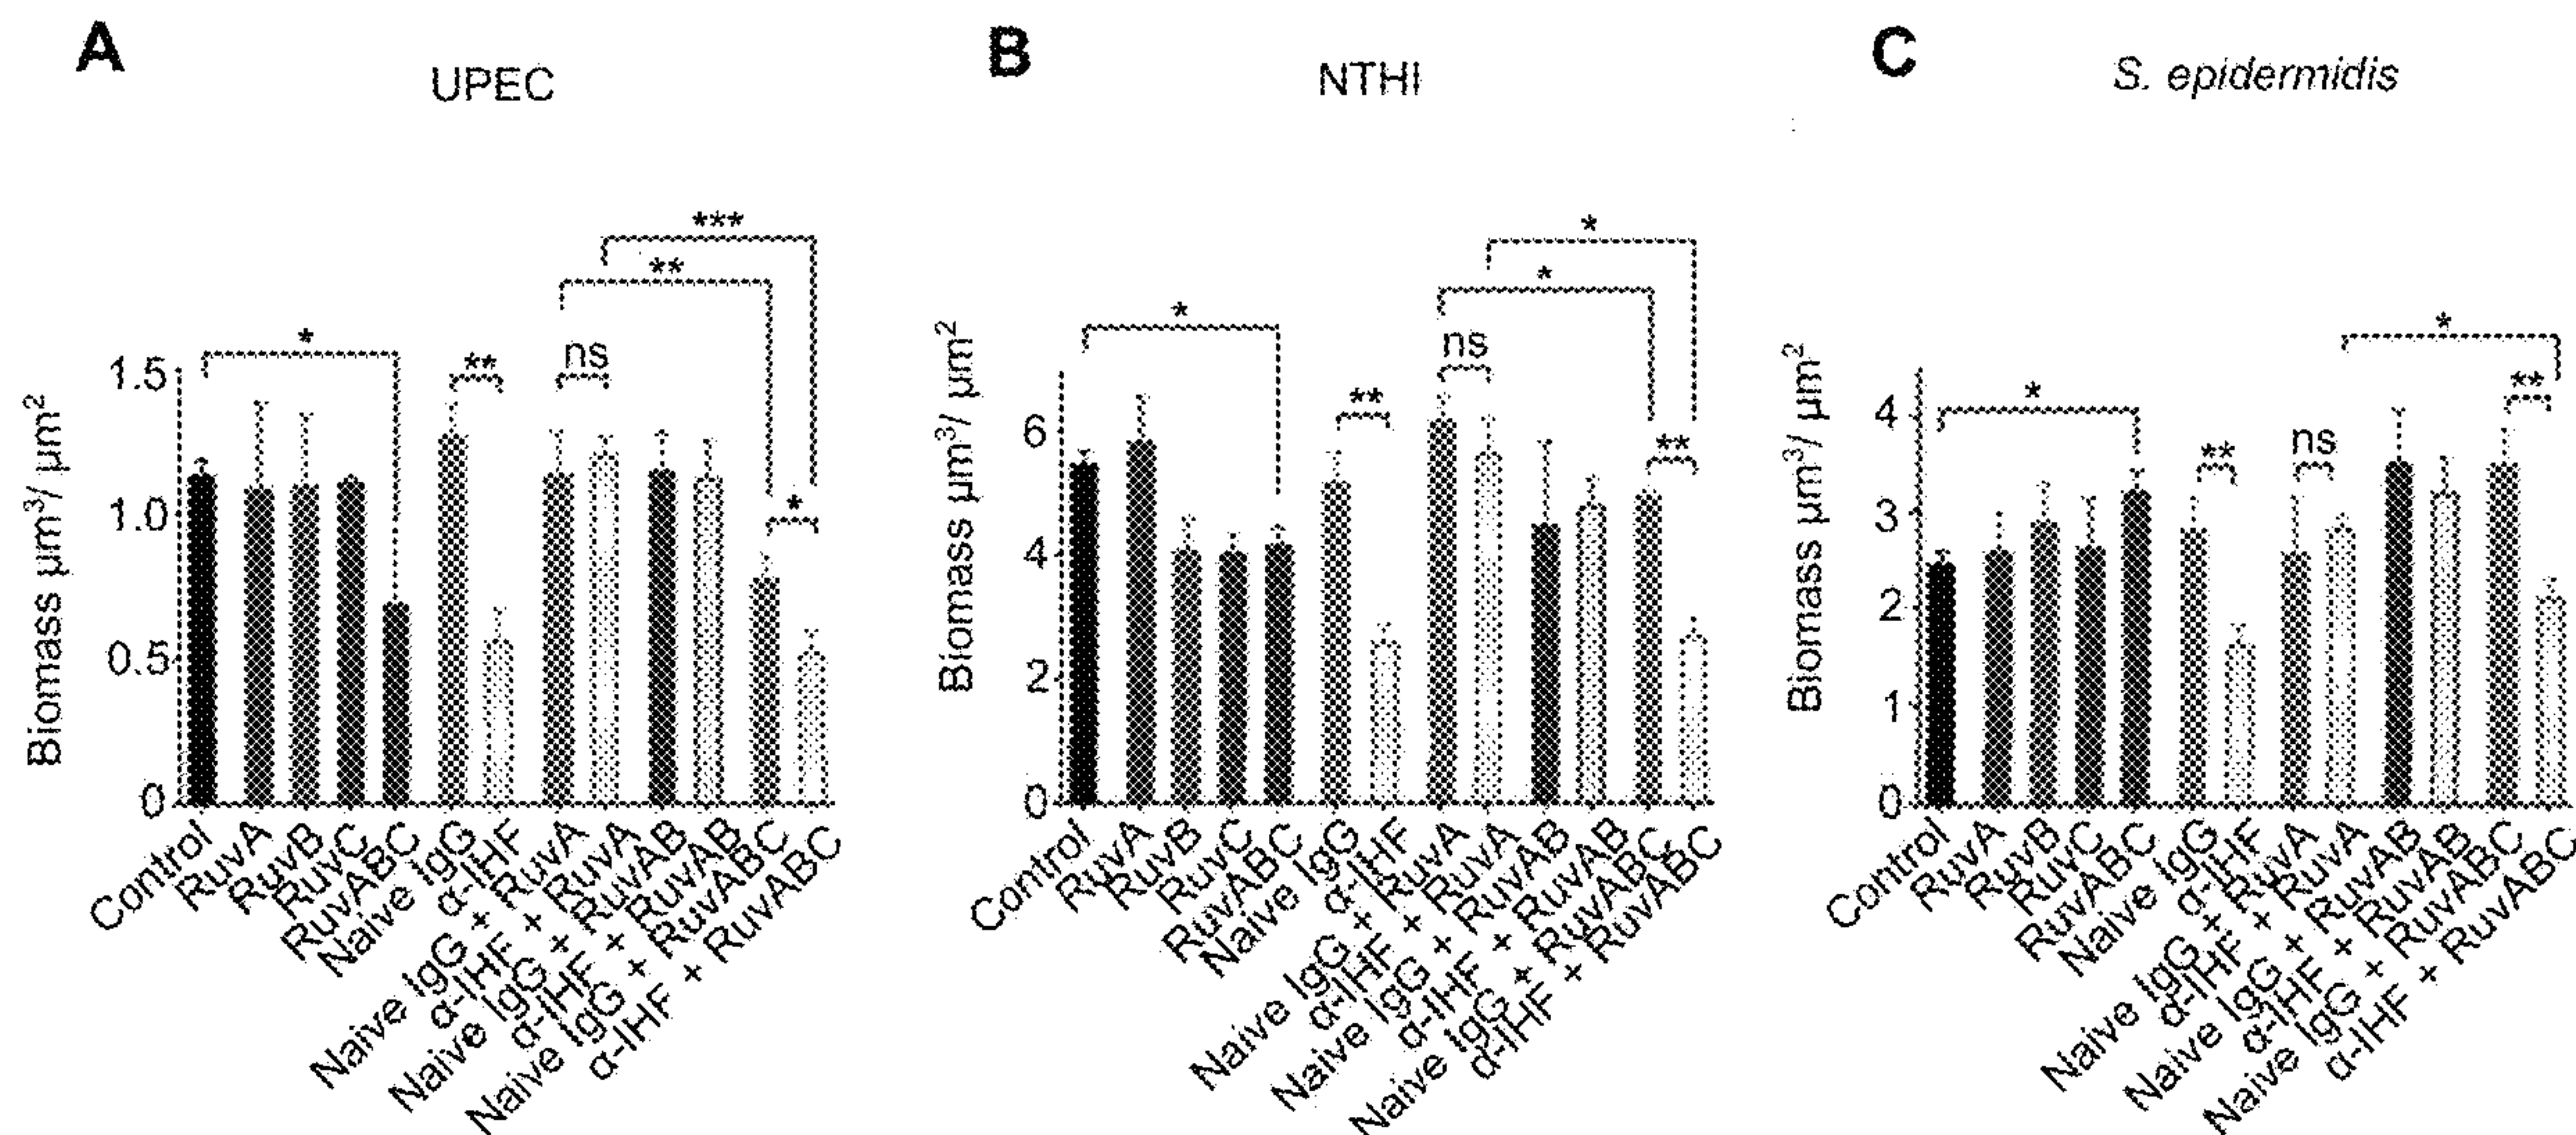 A
UPEC
Biomass µm³/ µm²
1.5
1.0
0.5
0
*
**
ns
**
***
*
Control
RuvA
RuvB
RuvC
RuvABC
Naive IgG
α-IHF
Naive IgG + RuvA
α-IHF + RuvA
Naive IgG + RuvAB
α-IHF + RuvAB
Naive IgG + RuvABC
α-IHF + RuvABC
B
NTHI
Biomass µm³/ µm²
6
4
2
0
*
**
ns
*
*
**
Control
RuvA
RuvB
RuvC
RuvABC
Naive IgG
α-IHF
Naive IgG + RuvA
α-IHF + RuvA
Naive IgG + RuvAB
α-IHF + RuvAB
Naive IgG + RuvABC
α-IHF + RuvABC
C
S. epidermidis
Biomass µm³/ µm²
4
3
2
1
0
*
**
ns
*
**
Control
RuvA
RuvB
RuvC
RuvABC
Naive IgG
α-IHF
Naive IgG + RuvA
α-IHF + RuvA
Naive IgG + RuvAB
α-IHF + RuvAB
Naive IgG + RuvABC
α-IHF + RuvABC